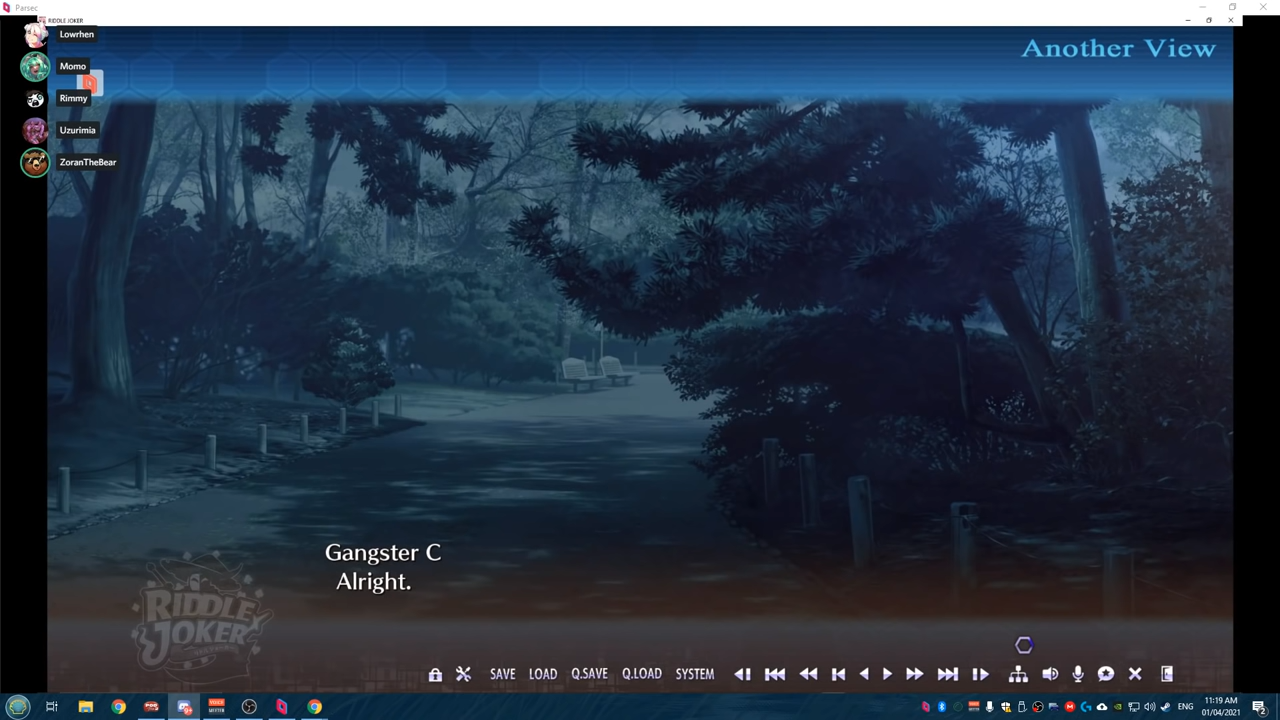 Parsec
RIDDLE JOKER
Lowrhen
Momo
Rimmy
Uzurimia
ZoranTheBear
Another View
Gangster C
Alright.
RIDDLE
JOKER
SAVE LOAD Q.SAVE Q.LOAD SYSTEM
ENG
11:19 AM
01/04/2021